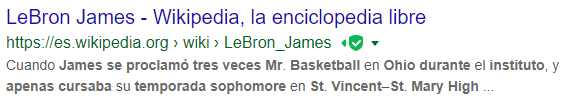 LeBron James - Wikipedia, la enciclopedia libre
https://es.wikipedia.org › wiki › LeBron_James
Cuando James se proclamó tres veces Mr. Basketball en Ohio durante el instituto, y
apenas cursaba su temporada sophomore en St. Vincent–St. Mary High ...